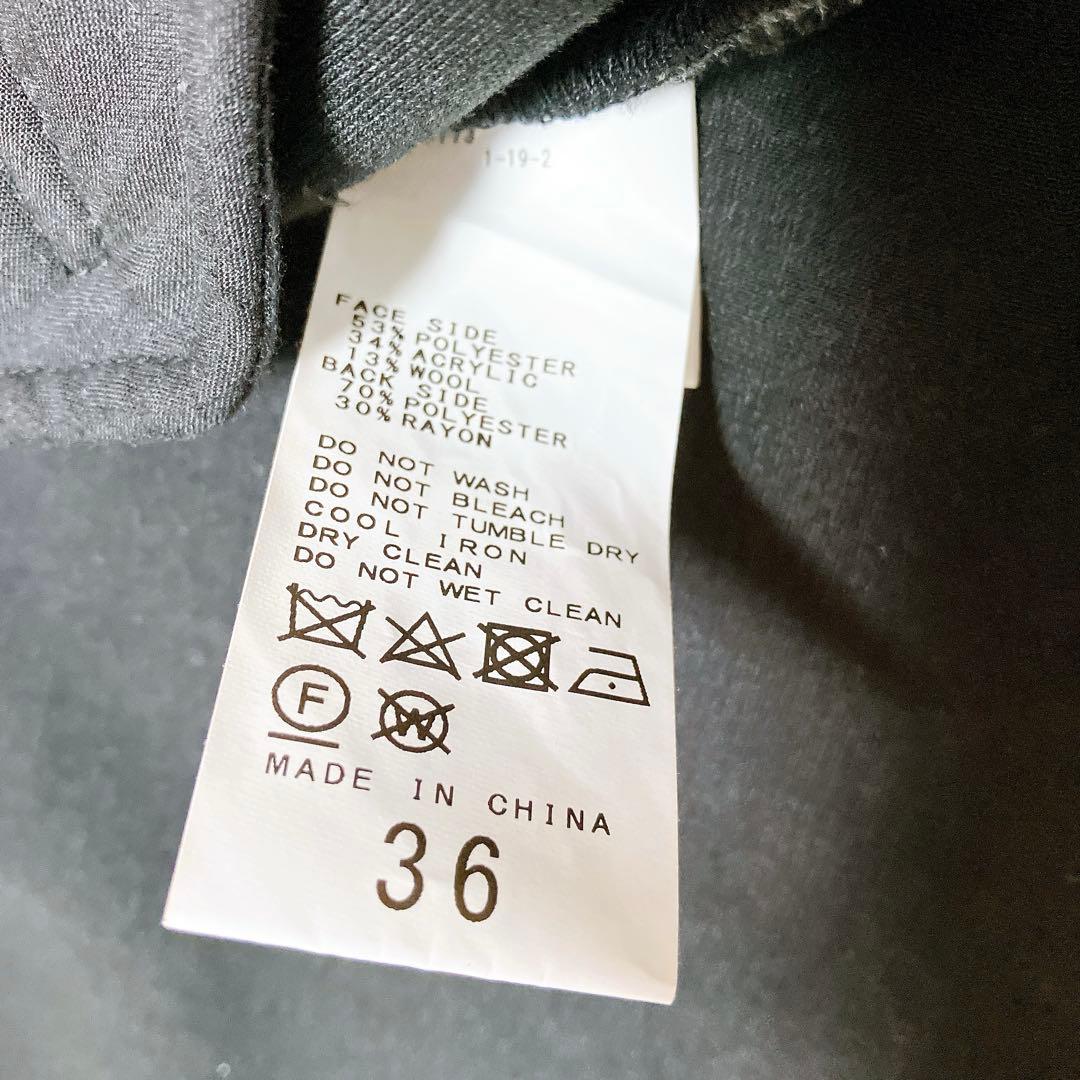 1-19-2
FACE SIDE
53% POLYESTER
34% ACRYLIC
13% WOOL
BACK SIDE
70% POLYESTER
30% RAYON
DO NOT WASH
DO NOT BLEACH
DO NOT TUMBLE DRY
COOL IRON
DRY CLEAN
DO NOT WET CLEAN
F W
MADE IN CHINA
36